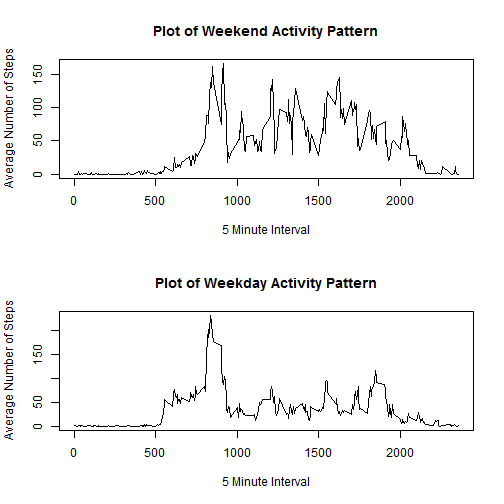 Plot of Weekend Activity Pattern
Average Number of Steps
150
100
50
0
0 500 1000 1500 2000
5 Minute Interval
Plot of Weekday Activity Pattern
Average Number of Steps
150
50
0
0 500 1000 1500 2000
5 Minute Interval